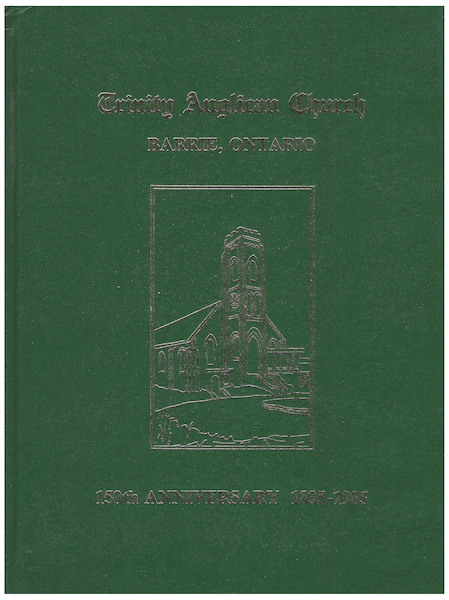 Trinity Anglican Church
BARRIE, ONTARIO
150th ANNIVERSARY 1835-1985